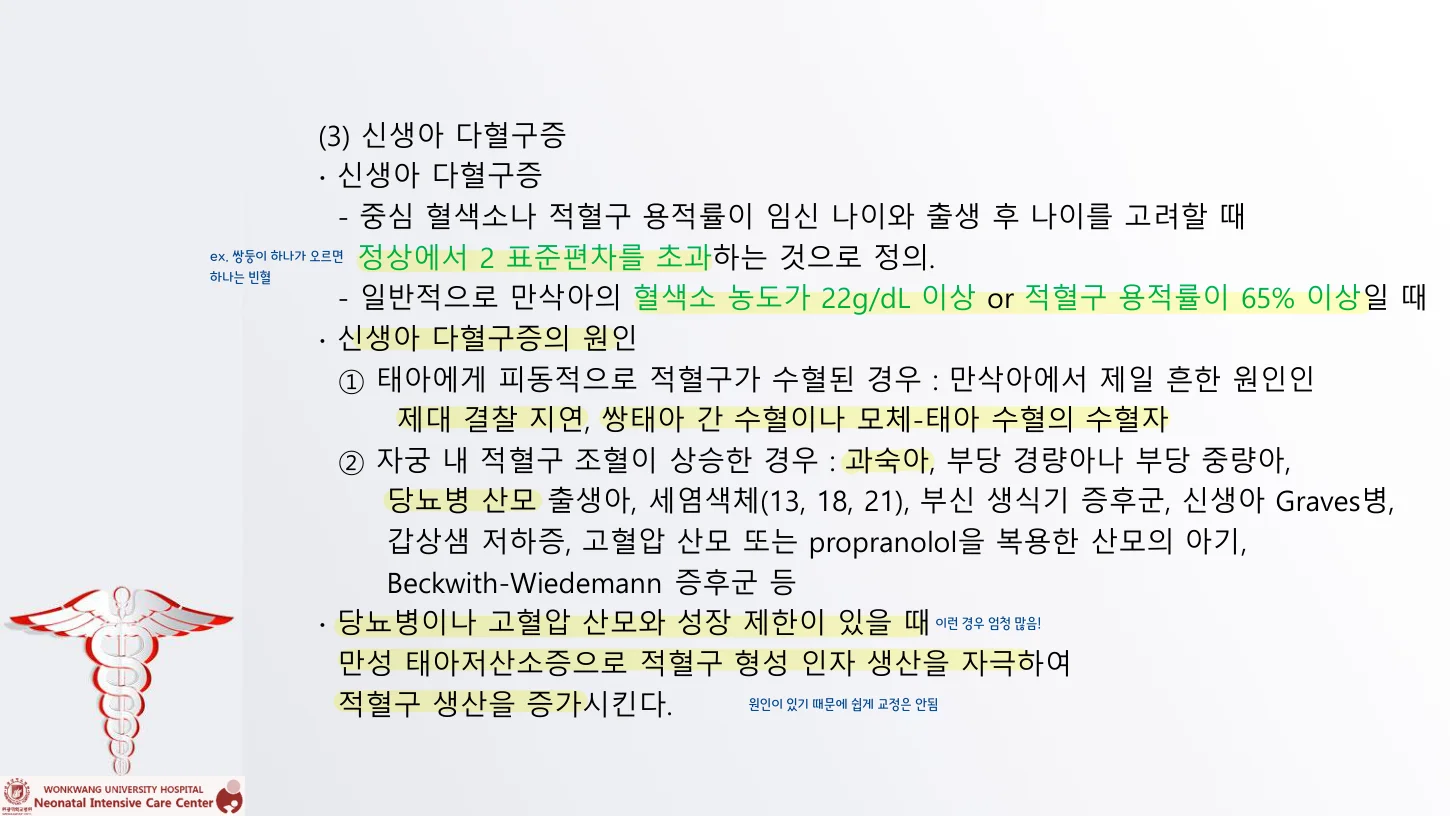 (3) 신생아 다혈구증
· 신생아 다혈구증
- 중심 혈색소나 적혈구 용적률이 임신 나이와 출생 후 나이를 고려할 때
ex. 쌍둥이 하나가 오르면
하나는 빈혈
정상에서 2 표준편차를 초과하는 것으로 정의.
- 일반적으로 만삭아의 혈색소 농도가 22g/dL 이상 or 적혈구 용적률이 65% 이상일 때
· 신생아 다혈구증의 원인
① 태아에게 피동적으로 적혈구가 수혈된 경우 : 만삭아에서 제일 흔한 원인인
제대 결찰 지연, 쌍태아 간 수혈이나 모체-태아 수혈의 수혈자
② 자궁 내 적혈구 조혈이 상승한 경우 : 과숙아, 부당 경량아나 부당 중량아,
당뇨병 산모 출생아, 세염색체(13, 18, 21), 부신 생식기 증후군, 신생아 Graves병,
갑상샘 저하증, 고혈압 산모 또는 propranolol을 복용한 산모의 아기,
Beckwith-Wiedemann 증후군 등
· 당뇨병이나 고혈압 산모와 성장 제한이 있을 때 이런 경우 엄청 많음!
만성 태아저산소증으로 적혈구 형성 인자 생산을 자극하여
적혈구 생산을 증가시킨다. 원인이 있기 때문에 쉽게 교정은 안됨
WONKWANG UNIVERSITY HOSPITAL
Neonatal Intensive Care Center